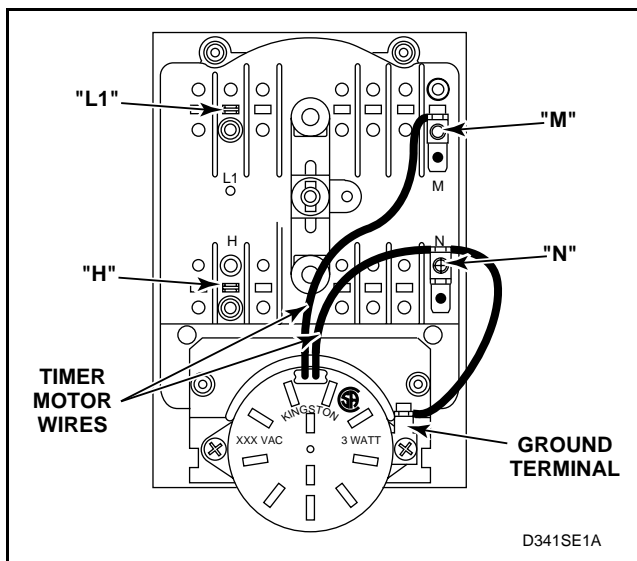 "L1"
"M"
L1
M
H
N
"H"
"N"
TIMER
MOTOR
WIRES
KINGSTON
XXX VAC
3 WATT
GROUND
TERMINAL
D341SE1A